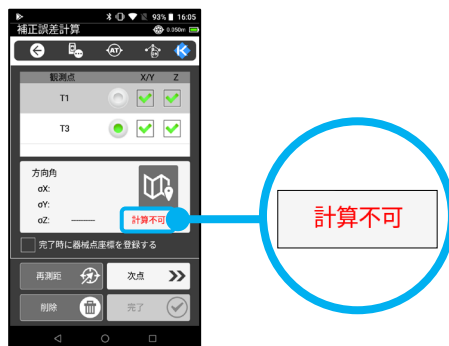 93% 16:05
補正誤差計算 0.350m
AT
観測点 X/Y Z
T1
T3
方向角
σX:
σY:
σZ: ——— 計算不可
完了時に器械点座標を登録する
再測距 次点
削除 完了
計算不可